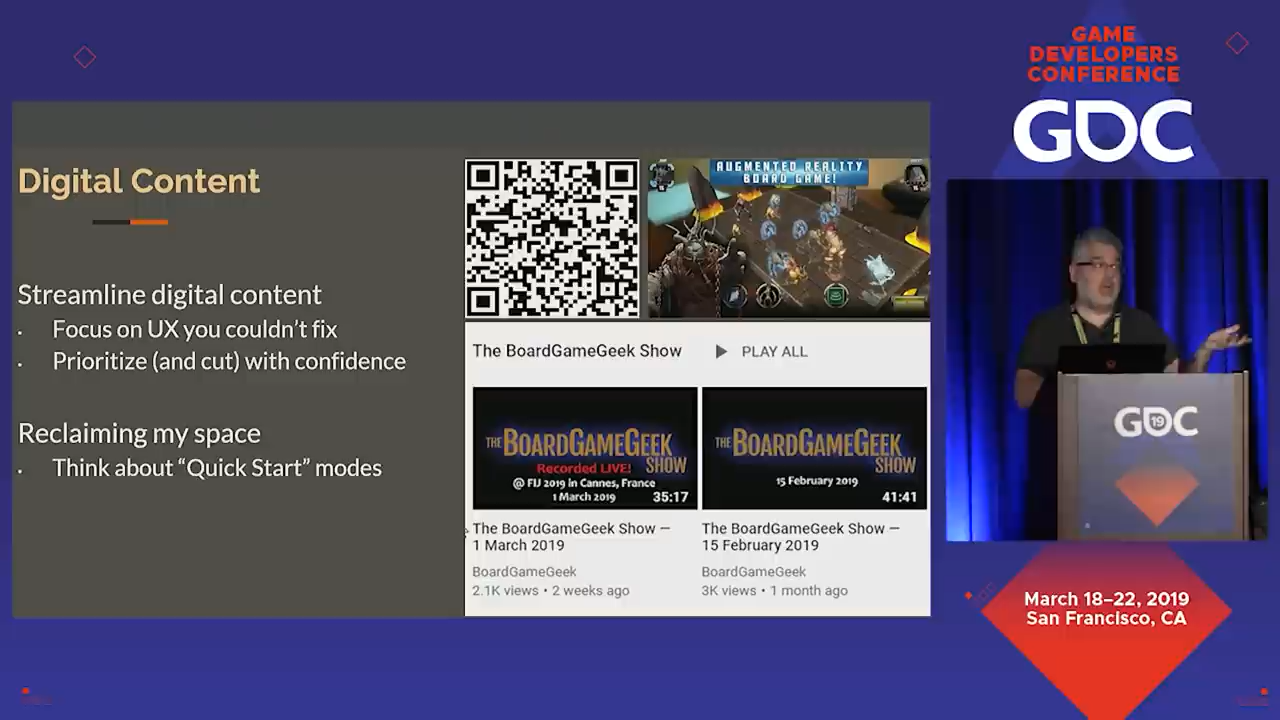 GAME
DEVELOPERS
CONFERENCE
GDC
Digital Content
Streamline digital content
• Focus on UX you couldn’t fix
• Prioritize (and cut) with confidence
Reclaiming my space
• Think about “Quick Start” modes
AUGMENTED REALITY
BOARD GAME!
The BoardGameGeek Show
PLAY ALL
THE BOARDGAMEGEEK
SHOW
Recorded LIVE!
@ FIJ 2019 in Cannes, France
1 March 2019
35:17
THE BOARDGAMEGEEK
SHOW
15 February 2019
41:41
The BoardGameGeek Show —
1 March 2019
BoardGameGeek
2.1K views • 2 weeks ago
The BoardGameGeek Show —
15 February 2019
BoardGameGeek
3K views • 1 month ago
GDC
19
March 18–22, 2019
San Francisco, CA